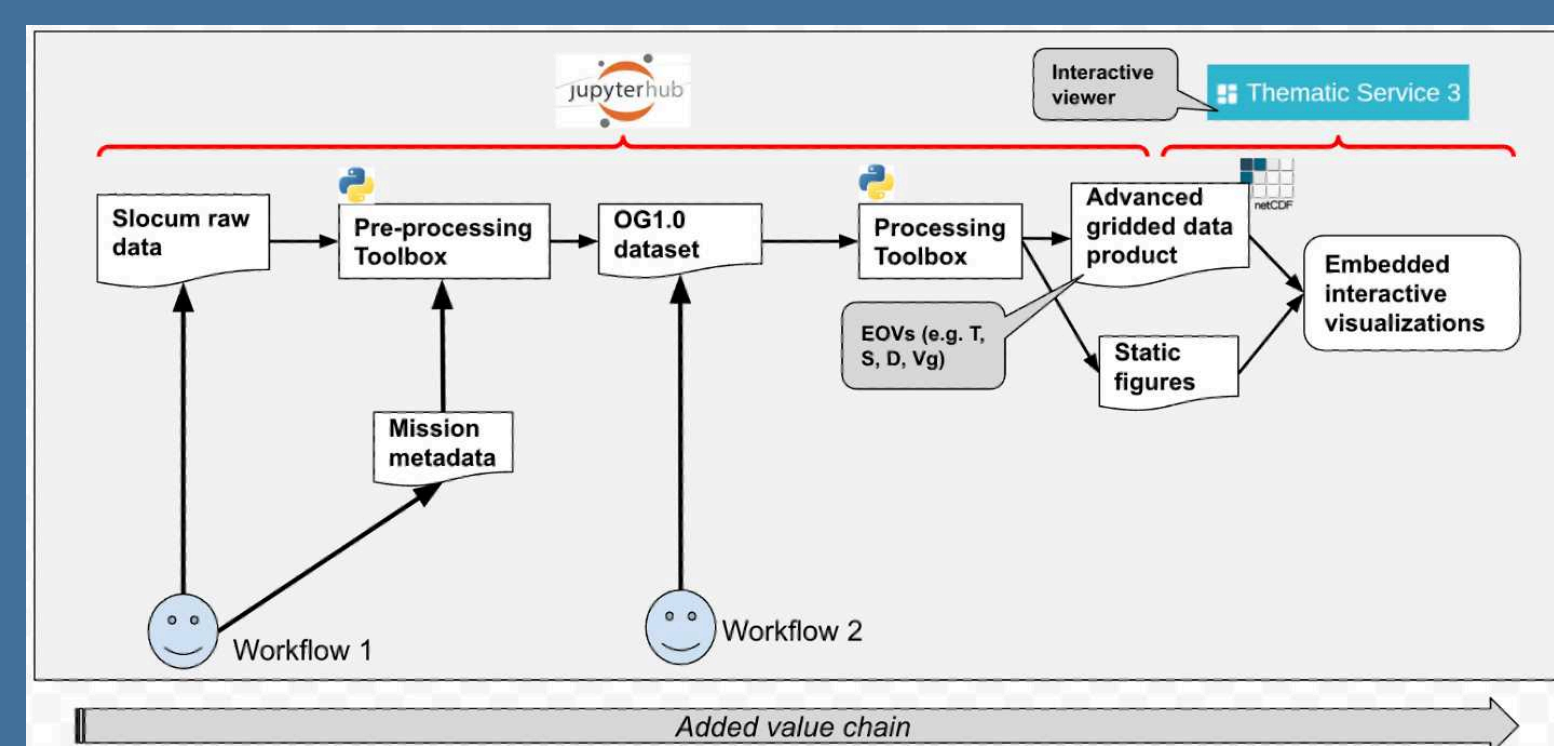 jupyterhub
Interactive
viewer
Thematic Service 3
Slocum raw
data
Pre-processing
Toolbox
OG1.0
dataset
Processing
Toolbox
Advanced
gridded data
product
netCDF
Embedded
interactive
visualizations
EOVs (e.g. T,
S, D, Vg)
Static
figures
Mission
metadata
Workflow 1
Workflow 2
Added value chain